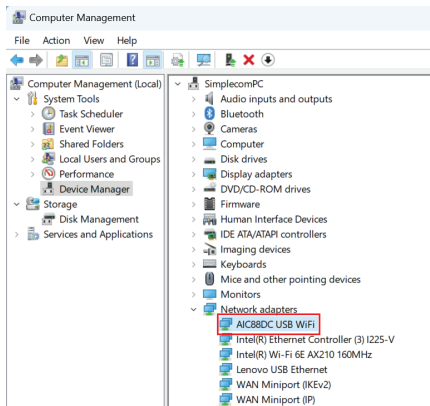 Computer Management
File Action View Help
Computer Management (Local)
System Tools
Task Scheduler
Event Viewer
Shared Folders
Local Users and Groups
Performance
Device Manager
Storage
Disk Management
Services and Applications
SimplecomPC
Audio inputs and outputs
Bluetooth
Cameras
Computer
Disk drives
Display adapters
DVD/CD-ROM drives
Firmware
Human Interface Devices
IDE ATA/ATAPI controllers
Imaging devices
Keyboards
Mice and other pointing devices
Monitors
Network adapters
AIC88DC USB WiFi
Intel(R) Ethernet Controller (3) I225-V
Intel(R) Wi-Fi 6E AX210 160MHz
Lenovo USB Ethernet
WAN Miniport (IKEv2)
WAN Miniport (IP)